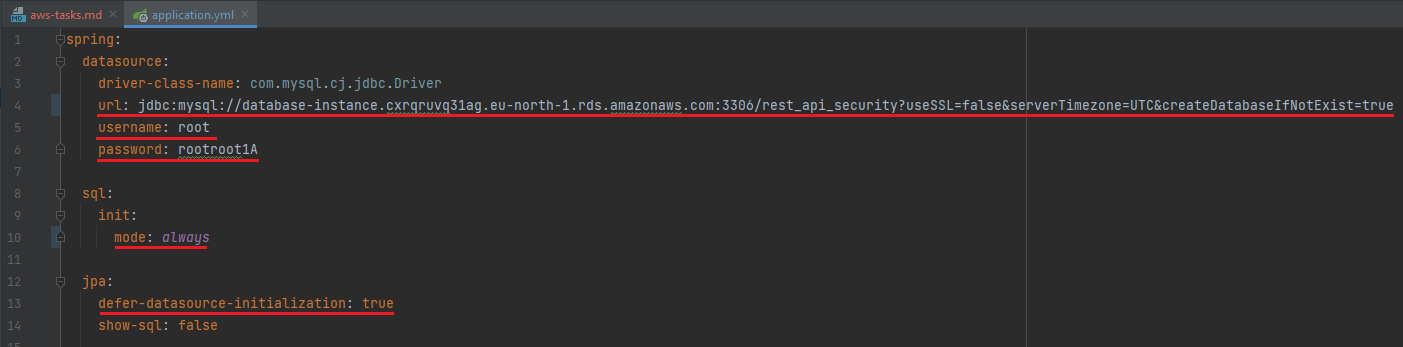 aws-tasks.md application.yml
1 spring:
2 datasource:
3 driver-class-name: com.mysql.cj.jdbc.Driver
4 url: jdbc:mysql://database-instance.cxrqruvq31ag.eu-north-1.rds.amazonaws.com:3306/rest_api_security?useSSL=false&serverTimezone=UTC&createDatabaseIfNotExist=true
5 username: root
6 password: rootroot1A
7
8 sql:
9 init:
10 mode: always
11
12 jpa:
13 defer-datasource-initialization: true
14 show-sql: false